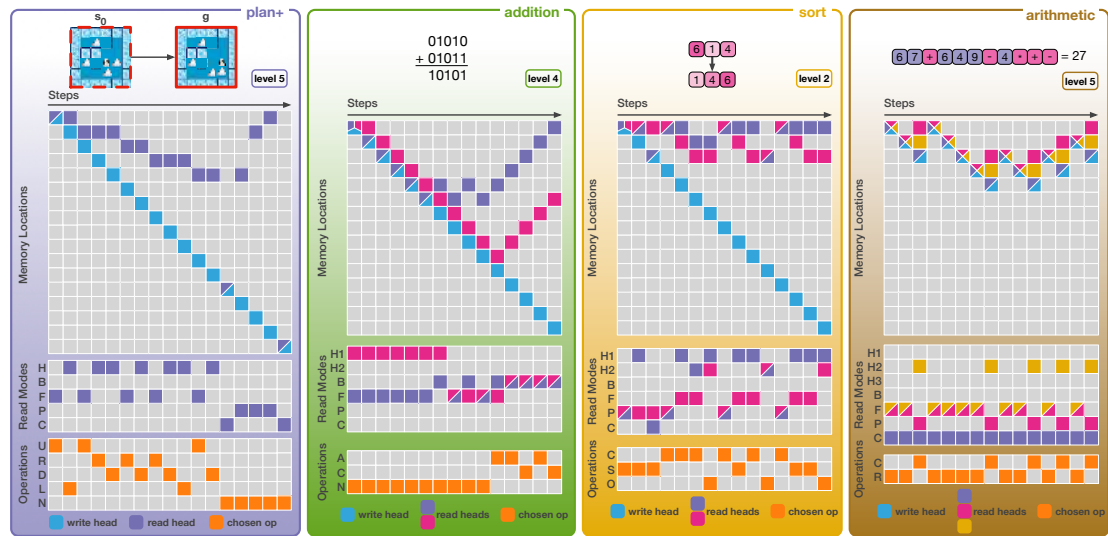 plan+
s0
g
level 5
Steps
Memory Locations
Read Modes
H
B
F
P
C
Operations
U
R
D
L
N
write head
read head
chosen op
addition
01010
+ 01011
10101
level 4
Steps
Memory Locations
Read Modes
H1
H2
B
F
P
C
Operations
A
C
N
write head
read heads
chosen op
sort
6 1 4
1 4 6
level 2
Steps
Memory Locations
Read Modes
H1
H2
B
F
P
C
Operations
C
S
O
write head
read heads
chosen op
arithmetic
6 7 + 6 4 9 - 4 * + - = 27
level 5
Steps
Memory Locations
Read Modes
H1
H2
H3
B
F
P
C
Operations
C
R
write head
read heads
chosen op